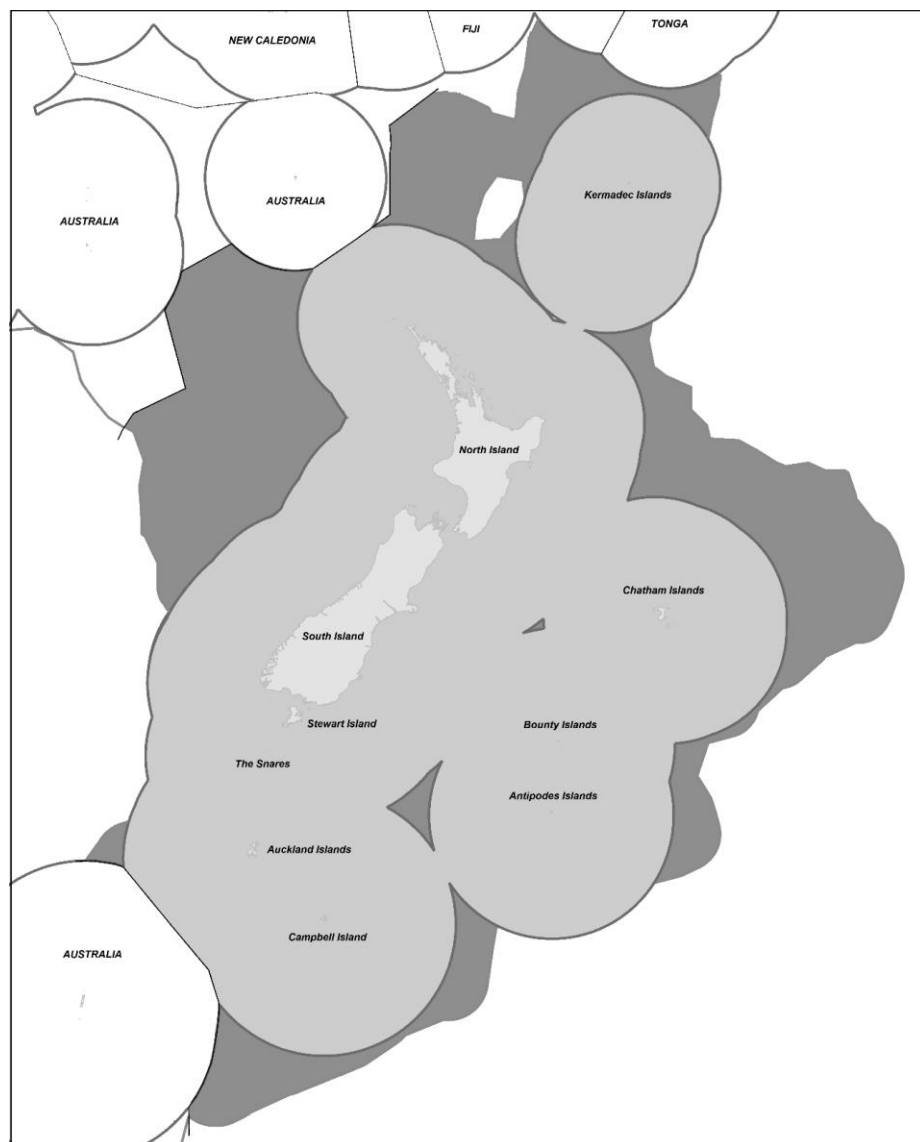 NEW CALEDONIA
FIJI
TONGA
Kermadec Islands
AUSTRALIA
AUSTRALIA
North Island
Chatham Islands
South Island
Stewart Island
Bounty Islands
The Snares
Antipodes Islands
Auckland Islands
Campbell Island
AUSTRALIA